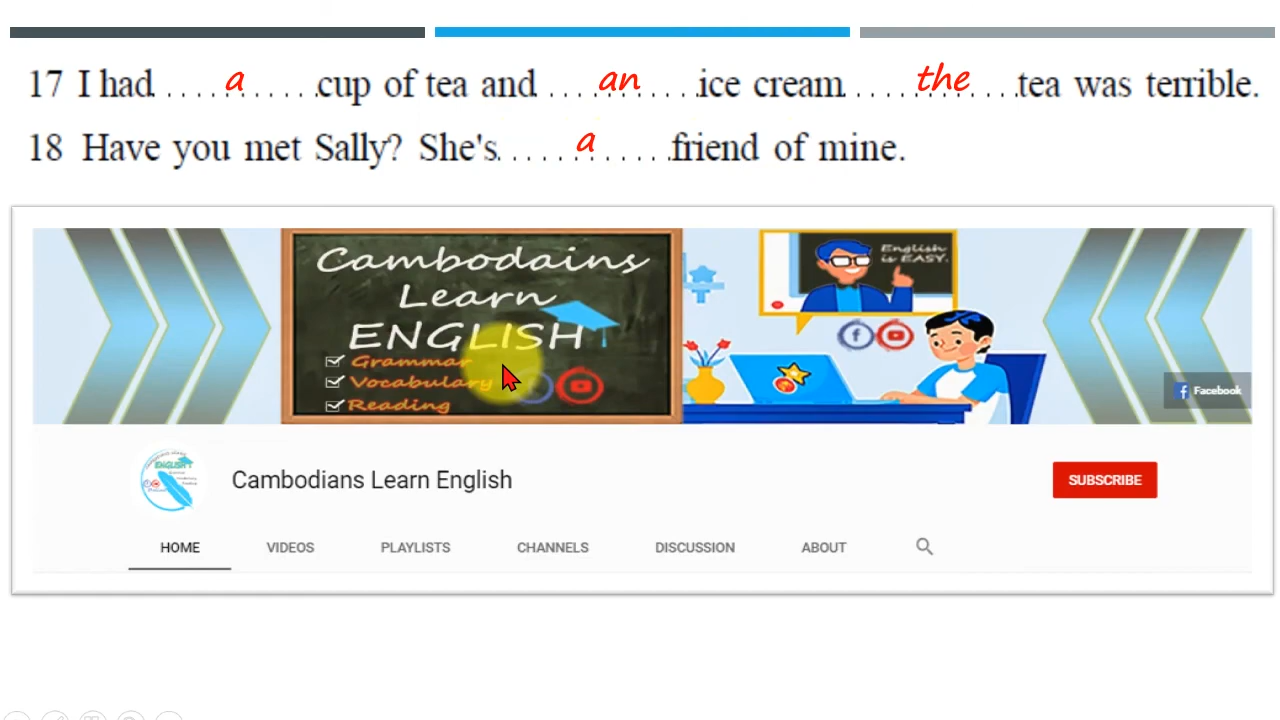 17 I had.....a.....cup of tea and.....an.....ice cream.....the.....tea was terrible.
18 Have you met Sally? She's.....a.....friend of mine.
Cambodains
Learn
ENGLISH
Grammar
Vocabulary
Reading
English
is EASY.
Facebook
Cambodians Learn English
SUBSCRIBE
HOME VIDEOS PLAYLISTS CHANNELS DISCUSSION ABOUT